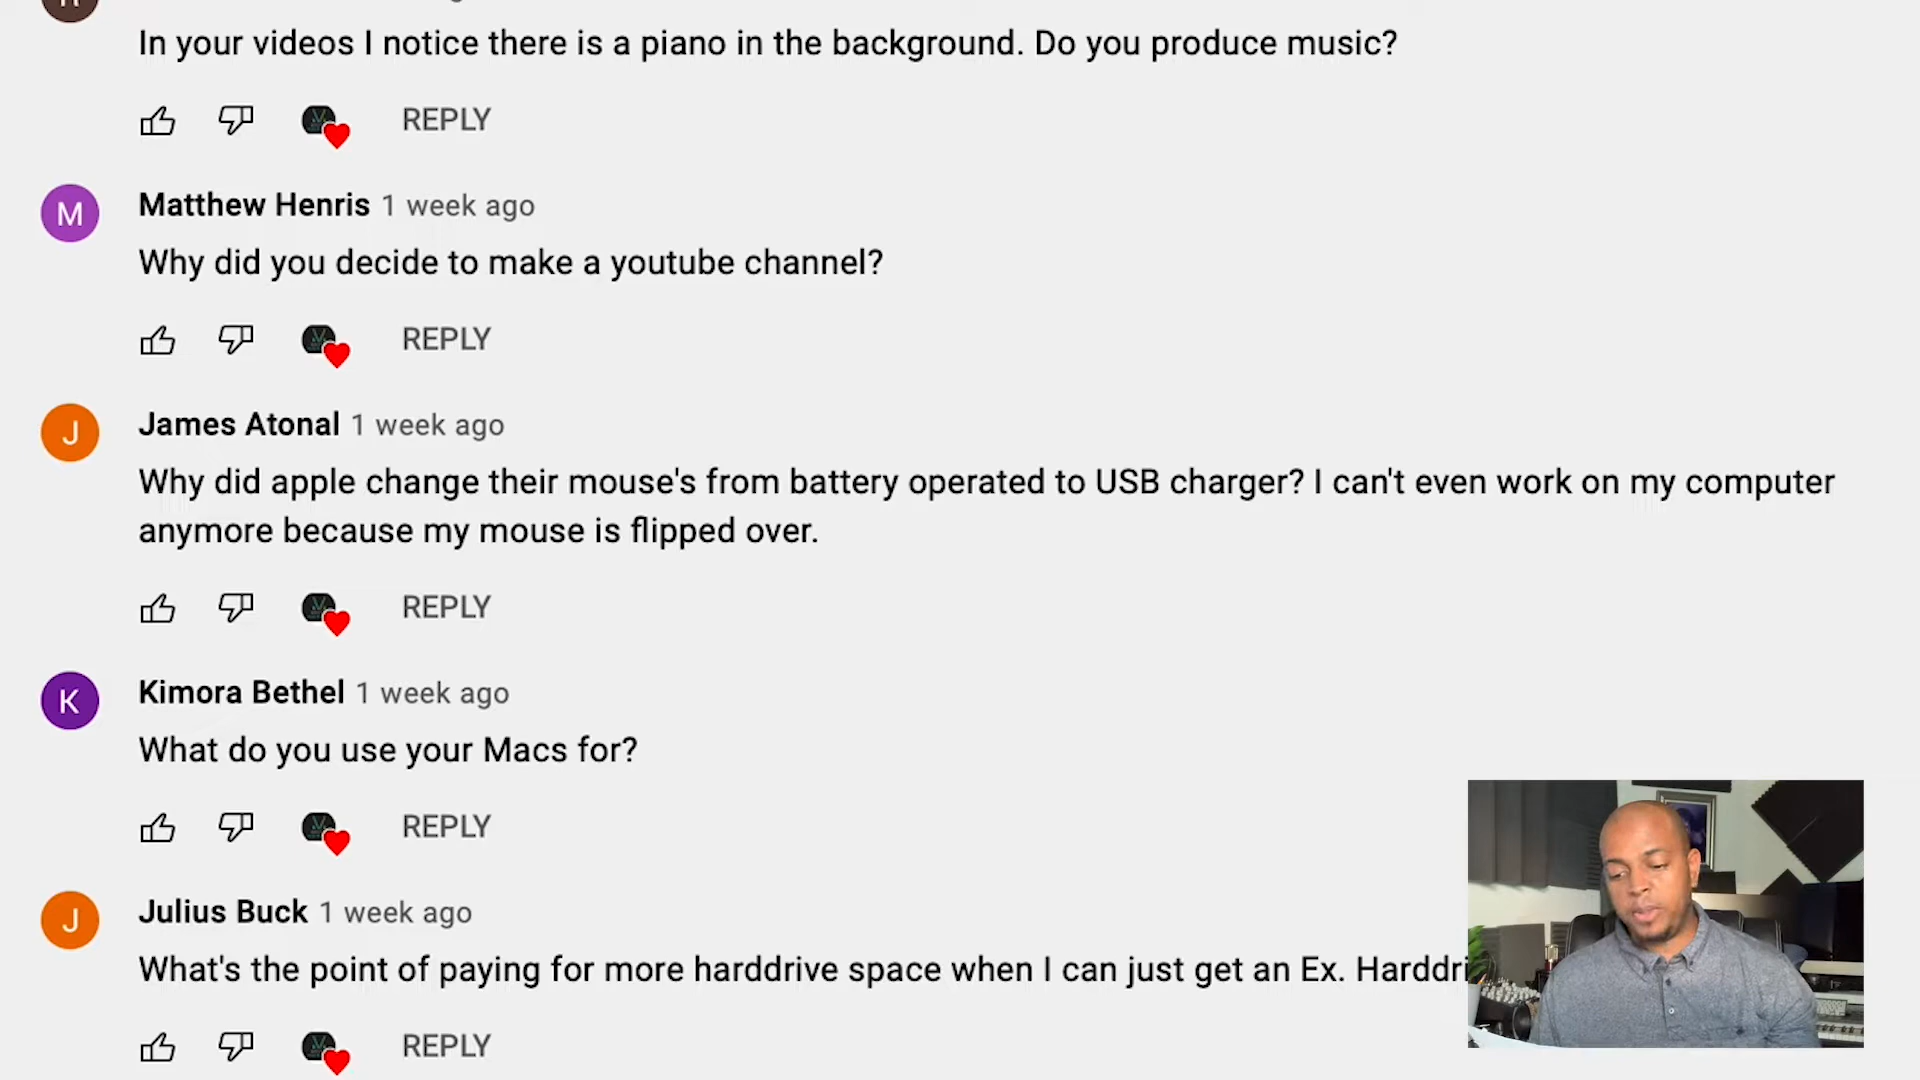 In your videos I notice there is a piano in the background. Do you produce music?
REPLY
M
Matthew Henris 1 week ago
Why did you decide to make a youtube channel?
REPLY
J
James Atonal 1 week ago
Why did apple change their mouse's from battery operated to USB charger? I can't even work on my computer
anymore because my mouse is flipped over.
REPLY
K
Kimora Bethel 1 week ago
What do you use your Macs for?
REPLY
J
Julius Buck 1 week ago
What's the point of paying for more harddrive space when I can just get an Ex. Harddri
REPLY